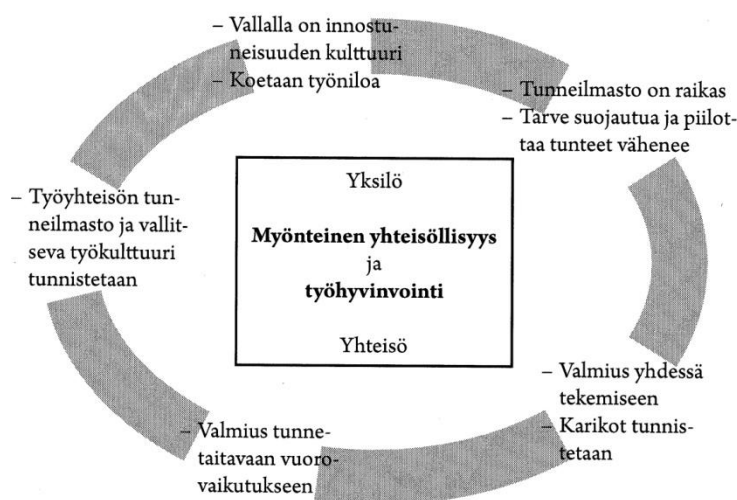 – Vallalla on innostu-
neisuuden kulttuuri
– Koetaan työniloa
– Tunneilmasto on raikas
– Tarve suojautua ja piilot-
taa tunteet vähenee
Yksilö
Myönteinen yhteisöllisyys
ja
työhyvinvointi
Yhteisö
– Työyhteisön tun-
neilmasto ja vallit-
seva työkulttuuri
tunnistetaan
– Valmius yhdessä
tekemiseen
– Karikot tunnis-
tetaan
– Valmius tunne-
taitavaan vuoro-
vaikutukseen